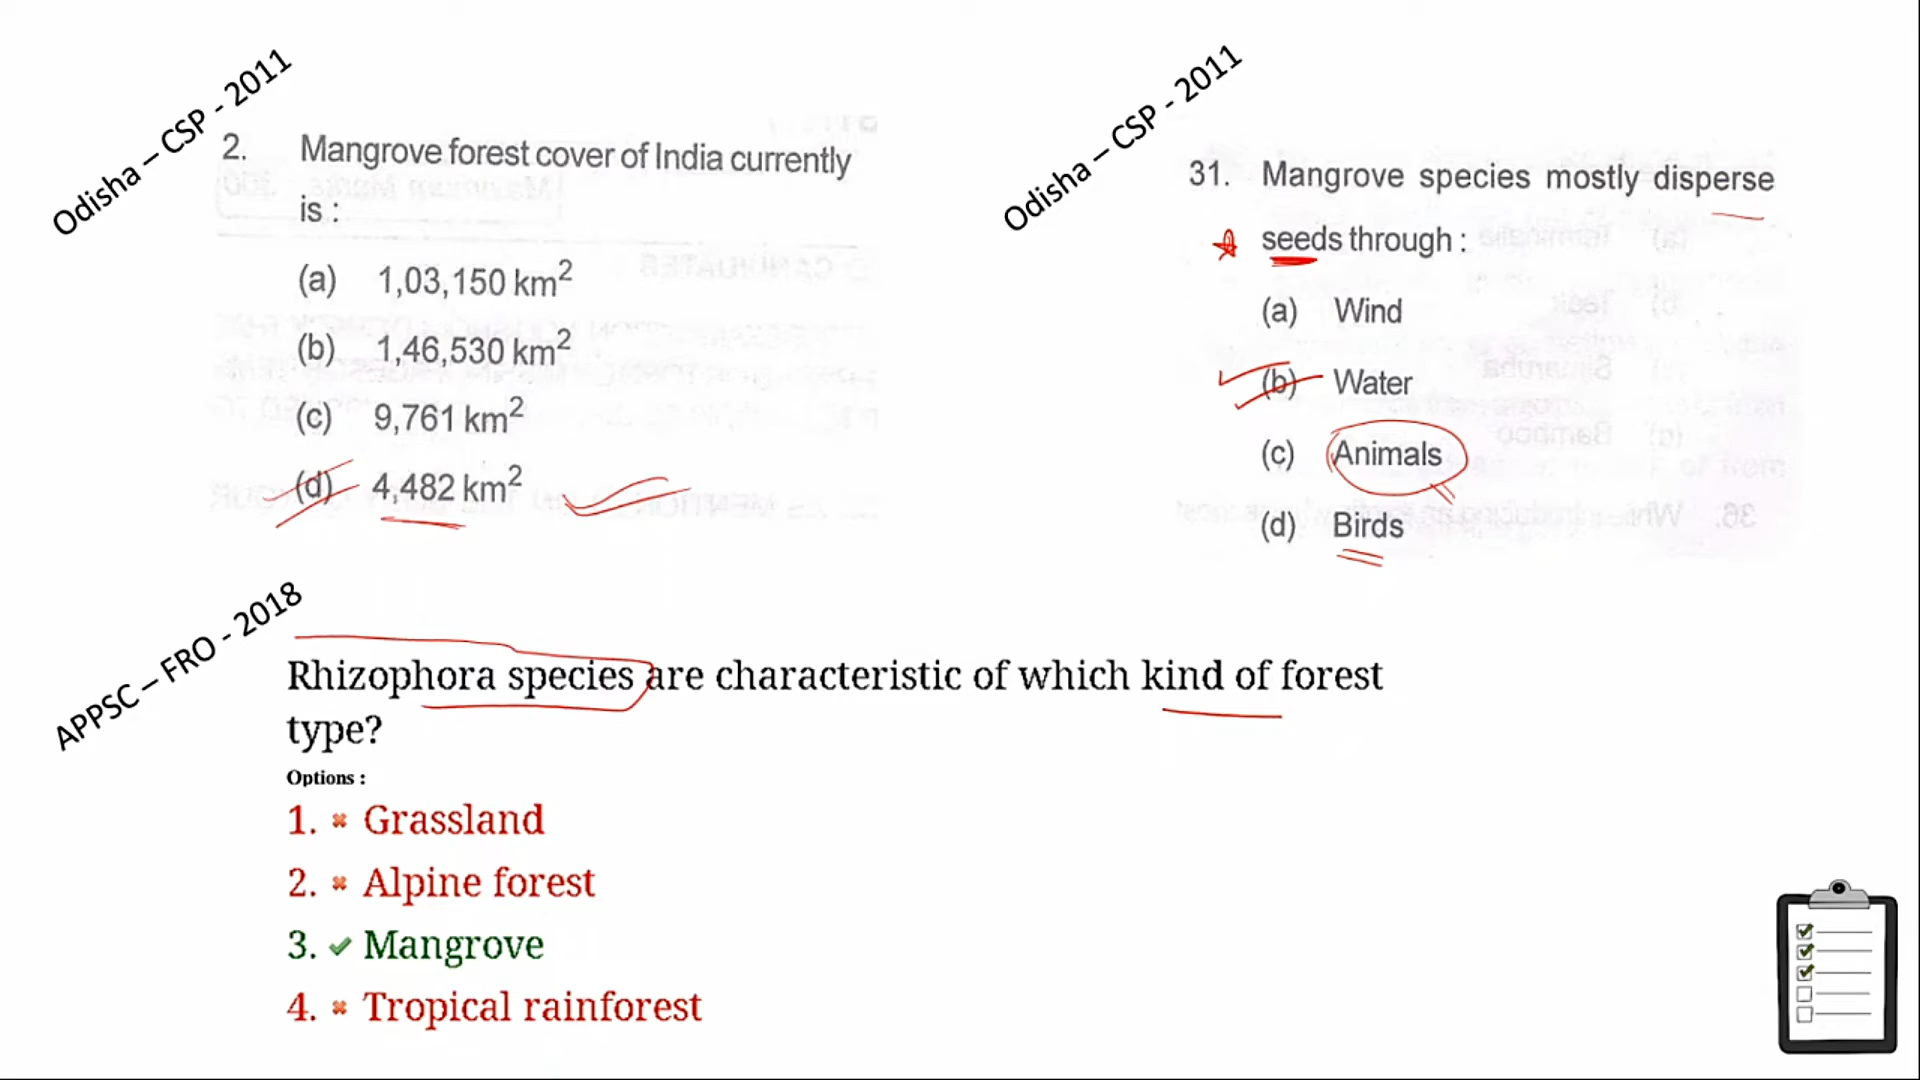 Odisha – CSP - 2011
2. Mangrove forest cover of India currently
is :
(a) 1,03,150 km²
(b) 1,46,530 km²
(c) 9,761 km²
(d) 4,482 km²
Odisha – CSP - 2011
31. Mangrove species mostly disperse
seeds through :
(a) Wind
(b) Water
(c) Animals
(d) Birds
APPSC – FRO - 2018
Rhizophora species are characteristic of which kind of forest
type?
Options :
1. Grassland
2. Alpine forest
3. Mangrove
4. Tropical rainforest